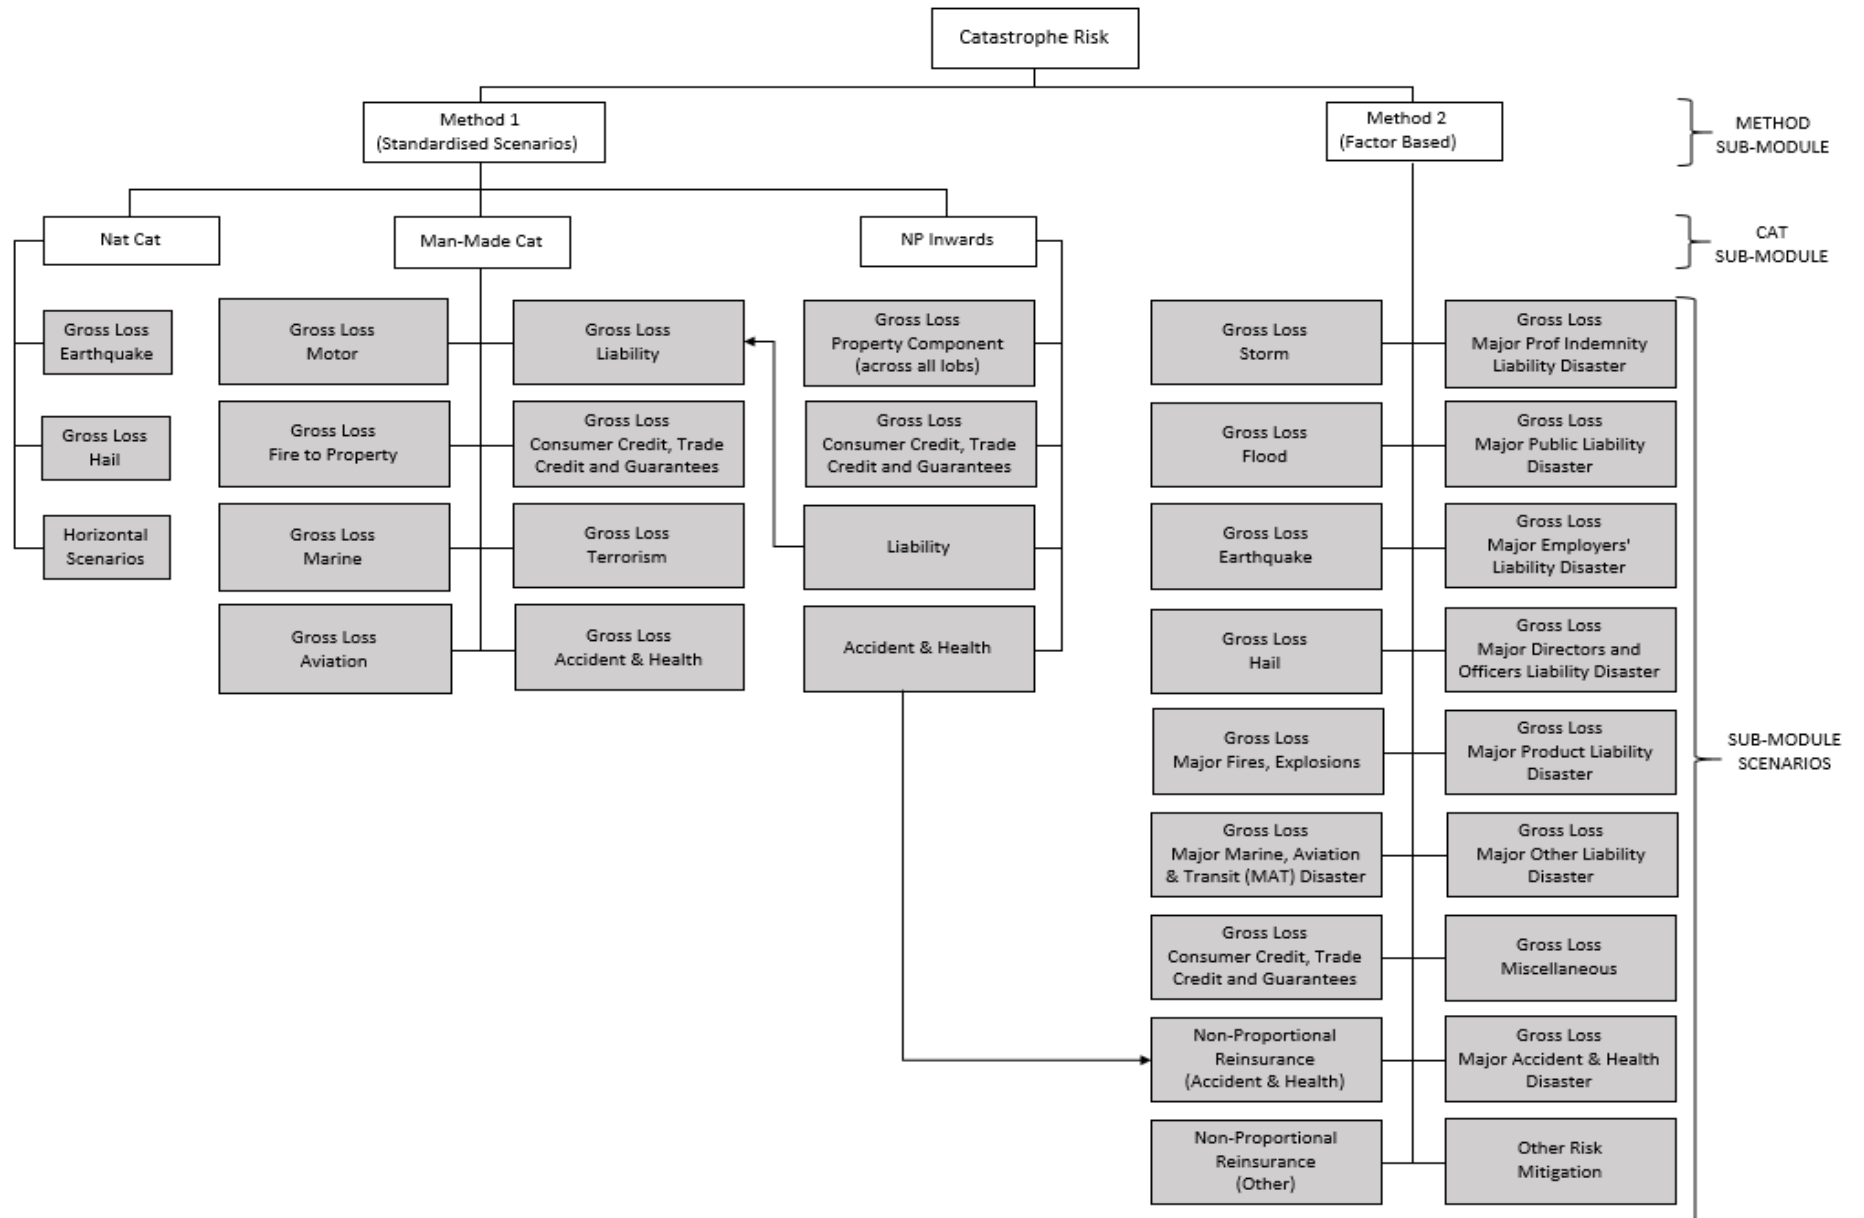 Catastrophe Risk
Method 1
(Standardised Scenarios)
Method 2
(Factor Based)
METHOD
SUB-MODULE
Nat Cat
Man-Made Cat
NP Inwards
CAT
SUB-MODULE
Gross Loss
Earthquake
Gross Loss
Hail
Horizontal
Scenarios
Gross Loss
Motor
Gross Loss
Fire to Property
Gross Loss
Marine
Gross Loss
Aviation
Gross Loss
Liability
Gross Loss
Consumer Credit, Trade
Credit and Guarantees
Gross Loss
Terrorism
Gross Loss
Accident & Health
Gross Loss
Property Component
(across all lobs)
Gross Loss
Consumer Credit, Trade
Credit and Guarantees
Liability
Accident & Health
Gross Loss
Storm
Gross Loss
Flood
Gross Loss
Earthquake
Gross Loss
Hail
Gross Loss
Major Fires, Explosions
Gross Loss
Major Marine, Aviation
& Transit (MAT) Disaster
Gross Loss
Consumer Credit, Trade
Credit and Guarantees
Non-Proportional
Reinsurance
(Accident & Health)
Non-Proportional
Reinsurance
(Other)
Gross Loss
Major Prof Indemnity
Liability Disaster
Gross Loss
Major Public Liability
Disaster
Gross Loss
Major Employers'
Liability Disaster
Gross Loss
Major Directors and
Officers Liability Disaster
Gross Loss
Major Product Liability
Disaster
Gross Loss
Major Other Liability
Disaster
Gross Loss
Miscellaneous
Gross Loss
Major Accident & Health
Disaster
Other Risk
Mitigation
SUB-MODULE
SCENARIOS